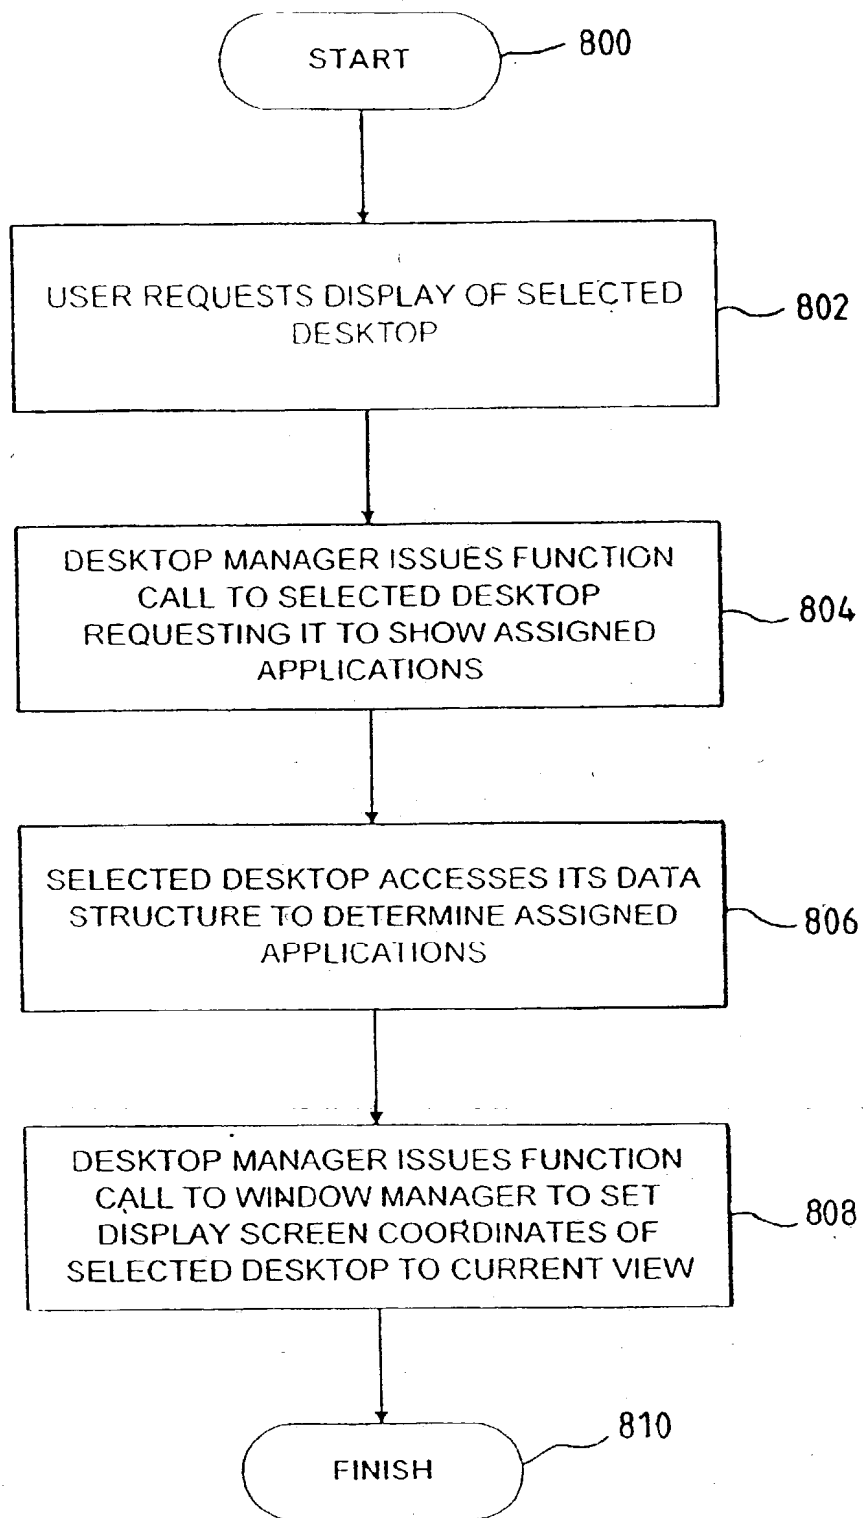 START
800
USER REQUESTS DISPLAY OF SELECTED
DESKTOP
802
DESKTOP MANAGER ISSUES FUNCTION
CALL TO SELECTED DESKTOP
REQUESTING IT TO SHOW ASSIGNED
APPLICATIONS
804
SELECTED DESKTOP ACCESSES ITS DATA
STRUCTURE TO DETERMINE ASSIGNED
APPLICATIONS
806
DESKTOP MANAGER ISSUES FUNCTION
CALL TO WINDOW MANAGER TO SET
DISPLAY SCREEN COORDINATES OF
SELECTED DESKTOP TO CURRENT VIEW
808
FINISH
810